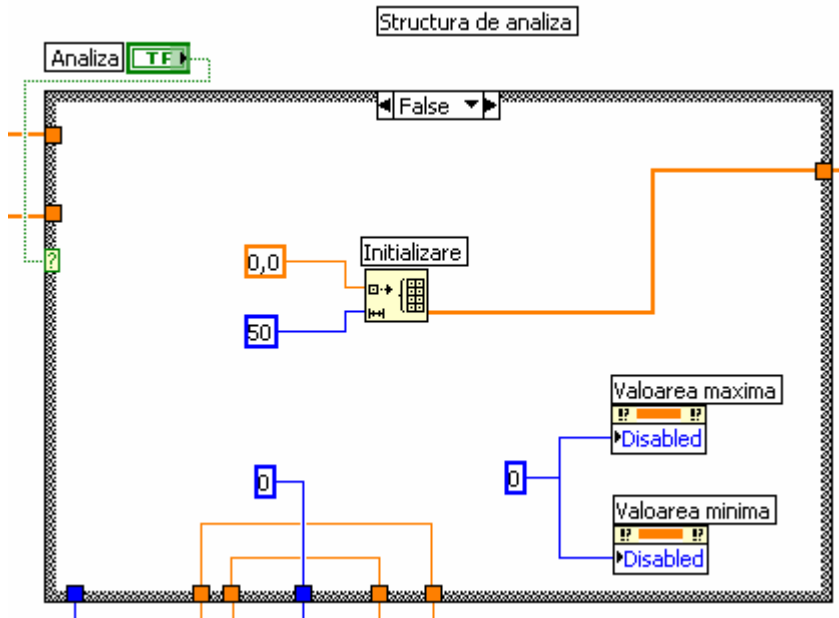 Structura de analiza
Analiza TF
False
?
0,0
Initializare
50
Valoarea maxima
!? !?
Disabled
0
0
Valoarea minima
!? !?
Disabled